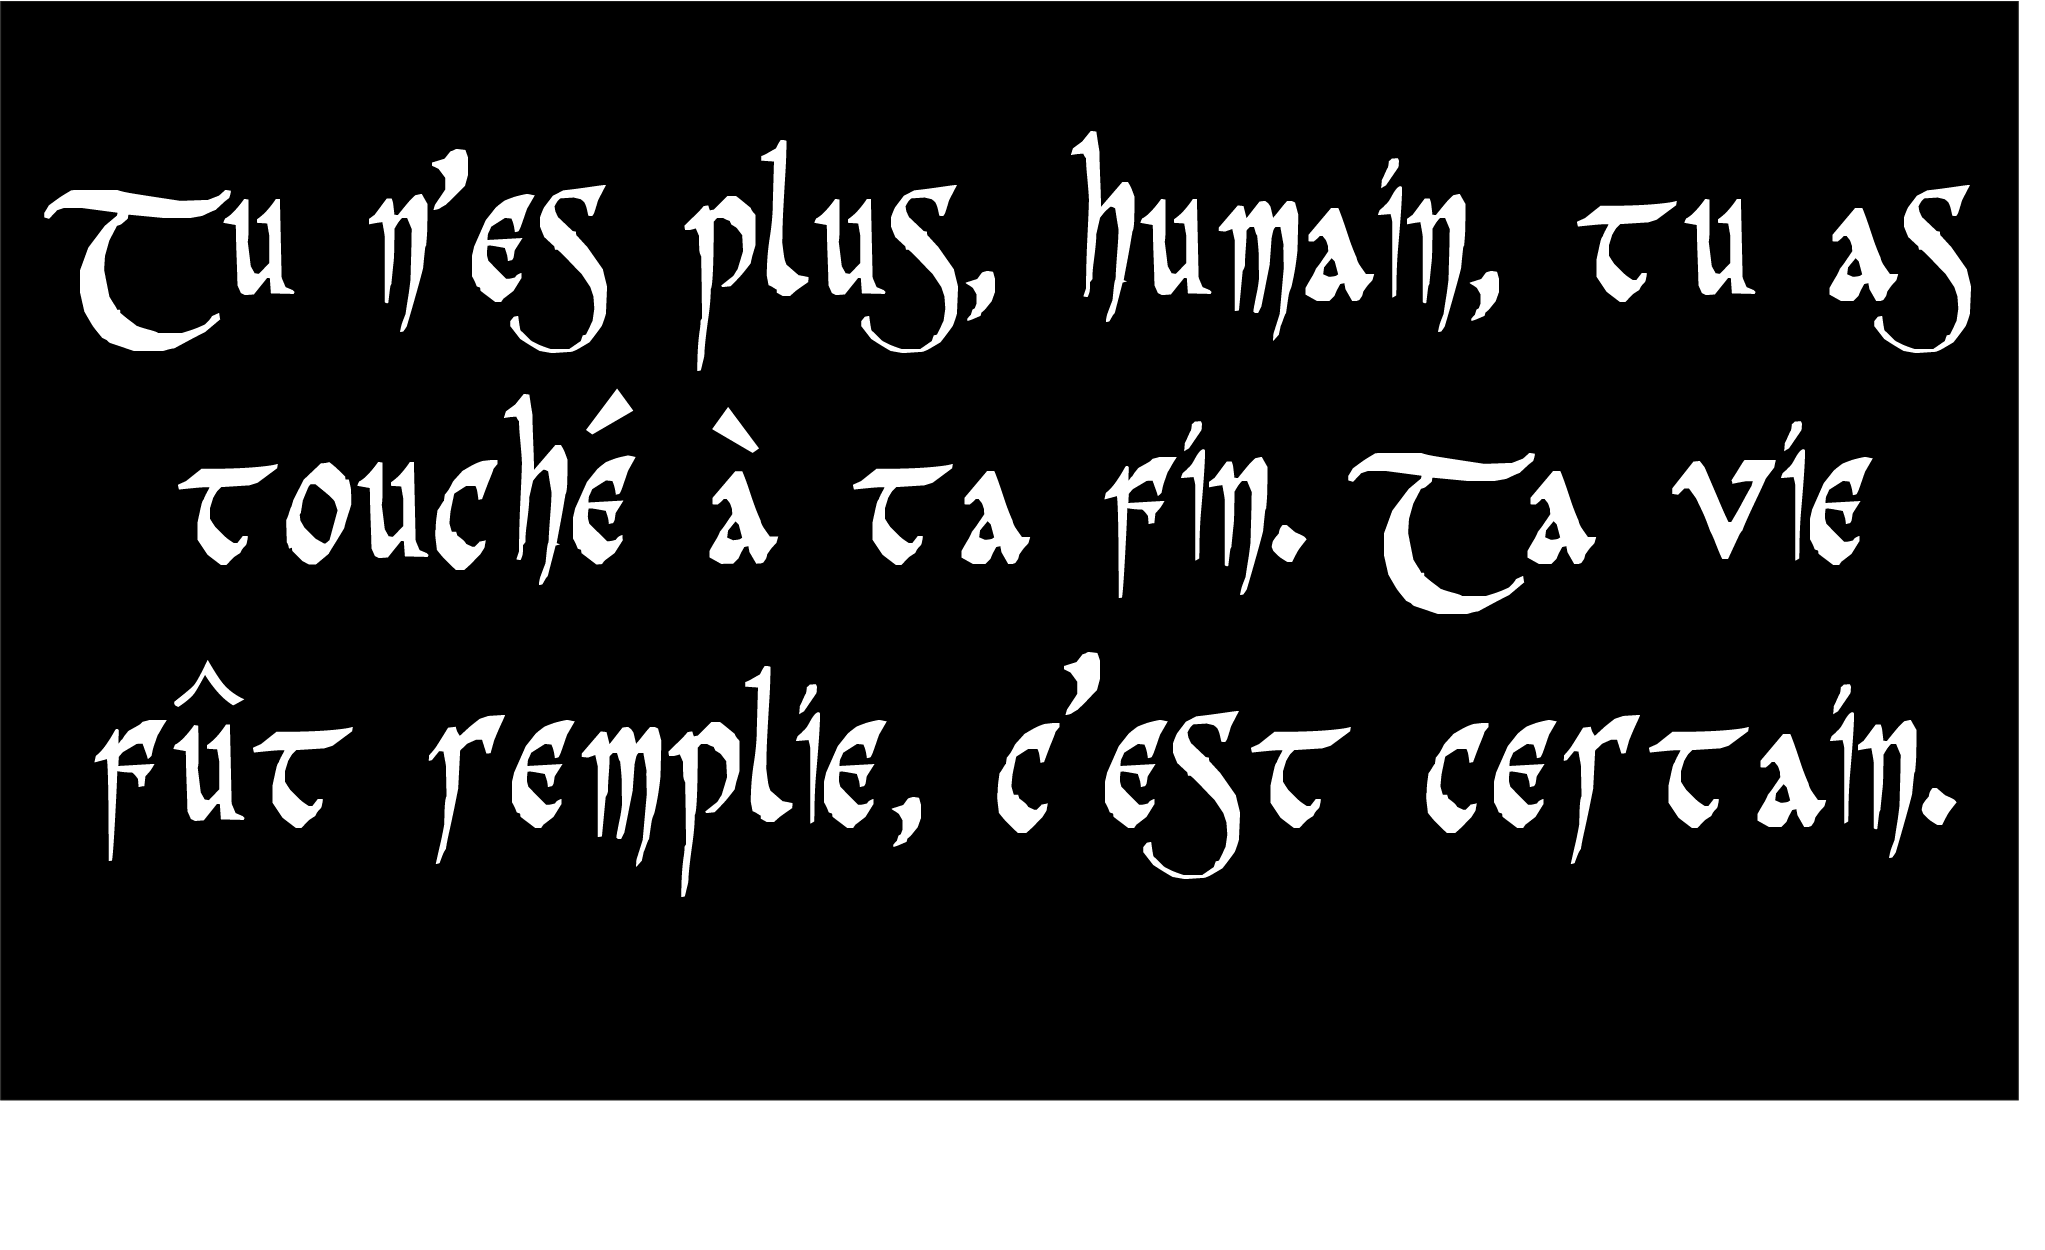 Tu n'es plus, humain, tu as
touché à ta fin. Ta vie
fût remplie, c'est certain.